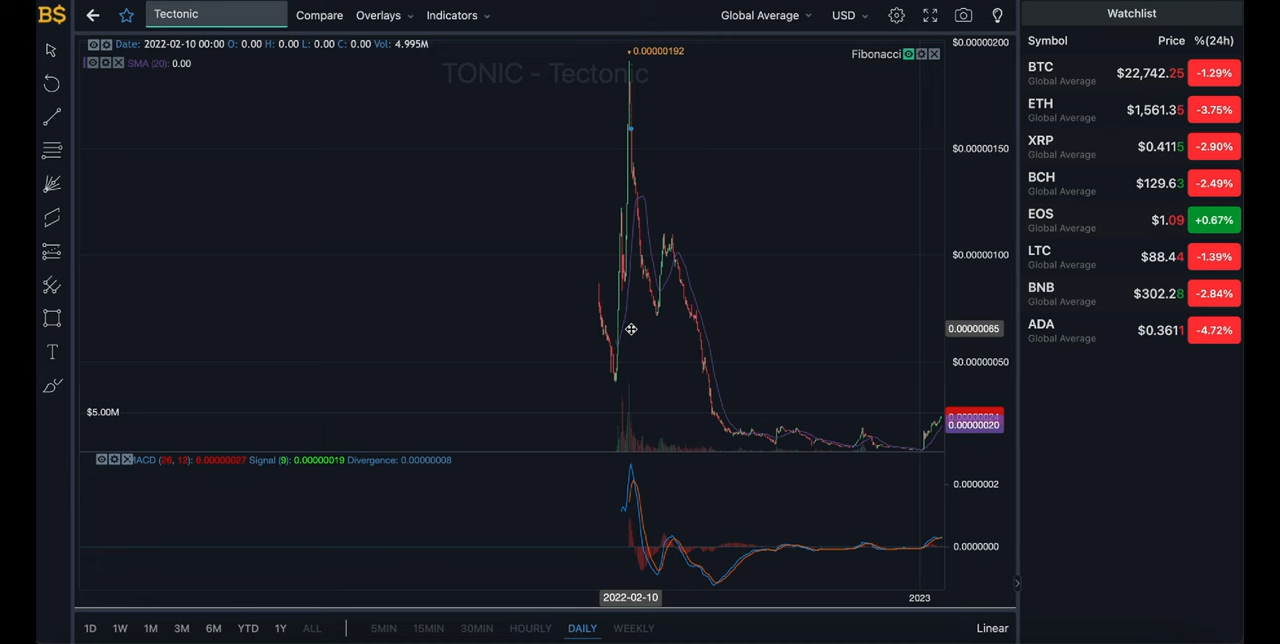 B$
Tectonic
Compare
Overlays
Indicators
Global Average
USD
Watchlist
Date: 2022-02-10 00:00 O: 0.00 H: 0.00 L: 0.00 C: 0.00 Vol: 4.995M
SMA (20): 0.00
0.00000192
TONIC - Tectonic
Fibonacci
$0.00000200
$0.00000150
$0.00000100
0.00000065
$0.00000050
$5.00M
0.00000020
MACD (26, 12): 0.00000027 Signal (9): 0.00000019 Divergence: 0.00000008
0.0000002
0.0000000
2022-02-10
2023
1D 1W 1M 3M 6M YTD 1Y ALL
5MIN 15MIN 30MIN HOURLY DAILY WEEKLY
Linear
Symbol Price %(24h)
BTC $22,742.25 -1.29%
Global Average
ETH $1,561.35 -3.75%
Global Average
XRP $0.4115 -2.90%
Global Average
BCH $129.63 -2.49%
Global Average
EOS $1.09 +0.67%
Global Average
LTC $88.44 -1.39%
Global Average
BNB $302.28 -2.84%
Global Average
ADA $0.3611 -4.72%
Global Average
T